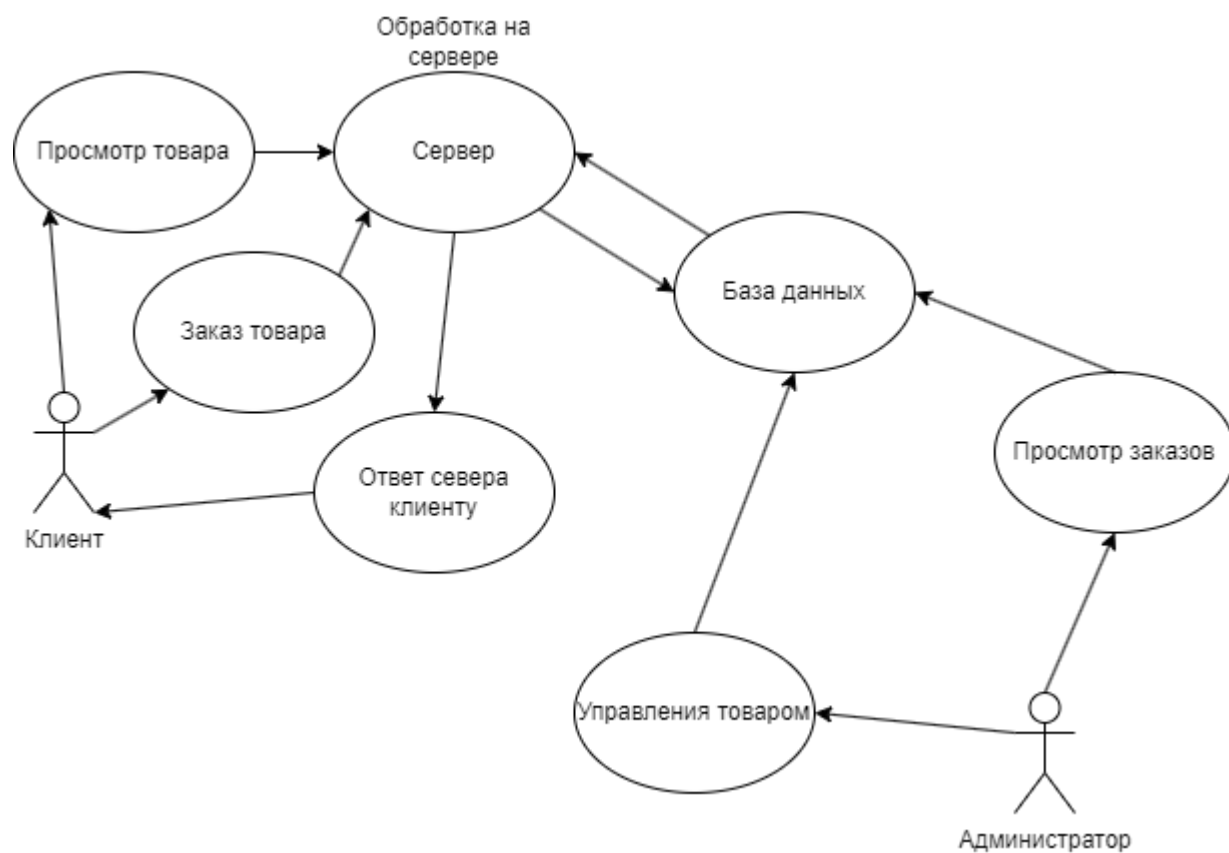 Обработка на
сервере
Просмотр товара
Сервер
База данных
Заказ товара
Просмотр заказов
Ответ севера
клиенту
Клиент
Управления товаром
Администратор